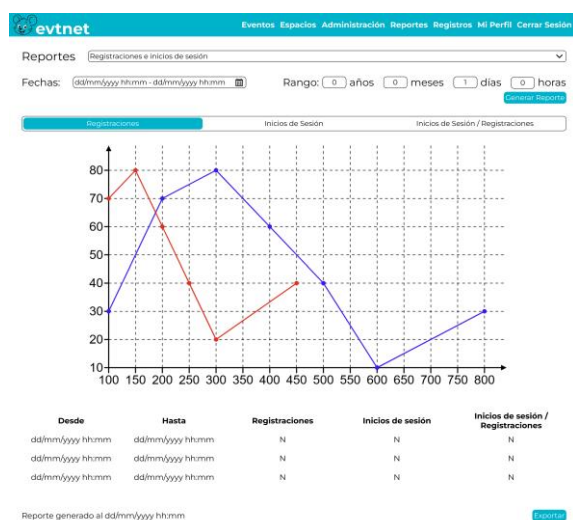 evtnet
Eventos Espacios Administración Reportes Registros Mi Perfil Cerrar Sesión
Reportes Registraciones e inicios de sesión
Fechas: dd/mm/yyyy hh:mm - dd/mm/yyyy hh:mm Rango: 0 años 0 meses 1 días 0 horas
Generar Reporte
Registraciones Inicios de Sesión Inicios de Sesión / Registraciones
80
70
60
50
40
30
20
10
100 150 200 250 300 350 400 450 500 550 600 650 700 750 800
Desde Hasta Registraciones Inicios de sesión Inicios de sesión / Registraciones
dd/mm/yyyy hh:mm dd/mm/yyyy hh:mm N N N
dd/mm/yyyy hh:mm dd/mm/yyyy hh:mm N N N
dd/mm/yyyy hh:mm dd/mm/yyyy hh:mm N N N
Reporte generado al dd/mm/yyyy hh:mm Exportar